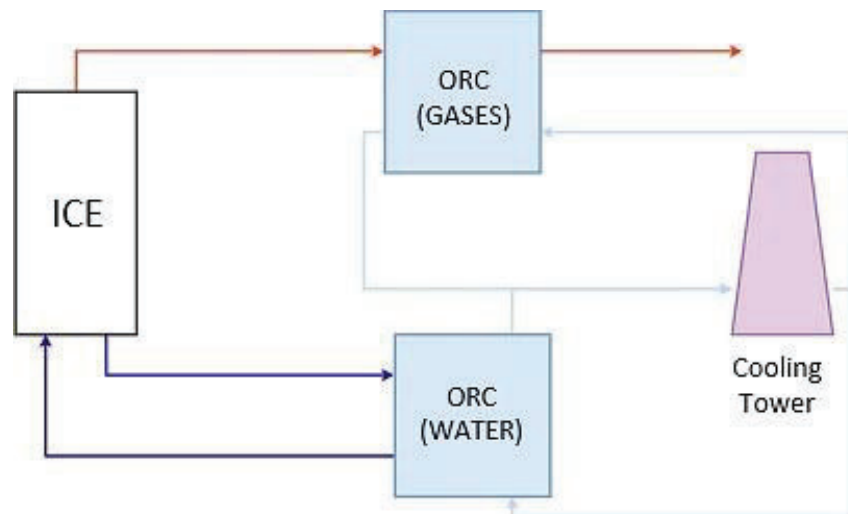 ORC
(GASES)
ICE
ORC
(WATER)
Cooling
Tower